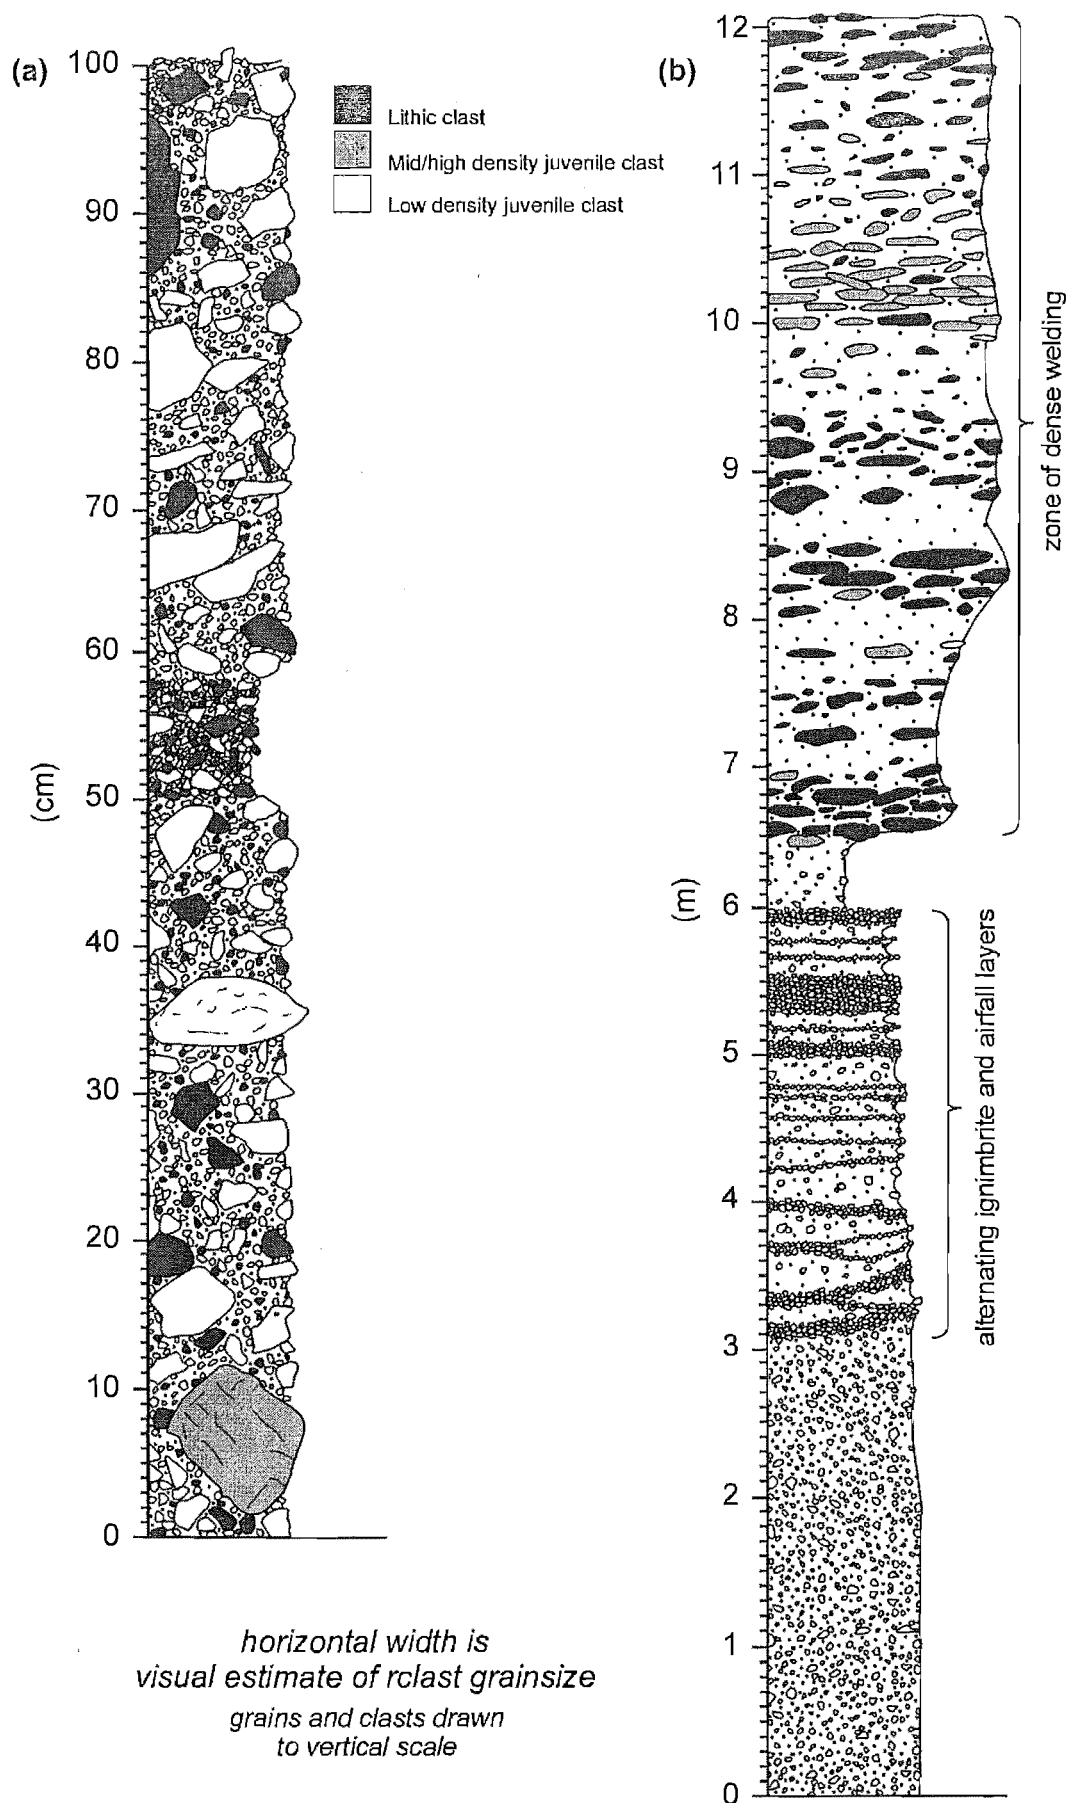 (a)
100
90
80
70
60
50
40
30
20
10
0
(cm)
Lithic clast
Mid/high density juvenile clast
Low density juvenile clast
horizontal width is
visual estimate of rclast grainsize
grains and clasts drawn
to vertical scale
(b)
12
11
10
9
8
7
6
5
4
3
2
1
0
(m)
zone of dense welding
alternating ignimbrite and airfall layers